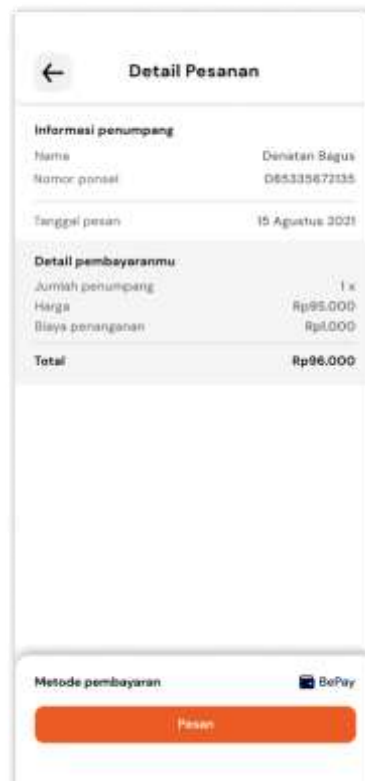 Detail Pesanan
Informasi penumpang
Nama Denatan Bagus
Nomor ponsel 085335672135
Tanggal pesan 15 Agustus 2021
Detail pembayaranmu
Jumlah penumpang 1 x
Harga Rp95.000
Biaya penanganan Rp1.000
Total Rp96.000
Metode pembayaran BePay
Pesan